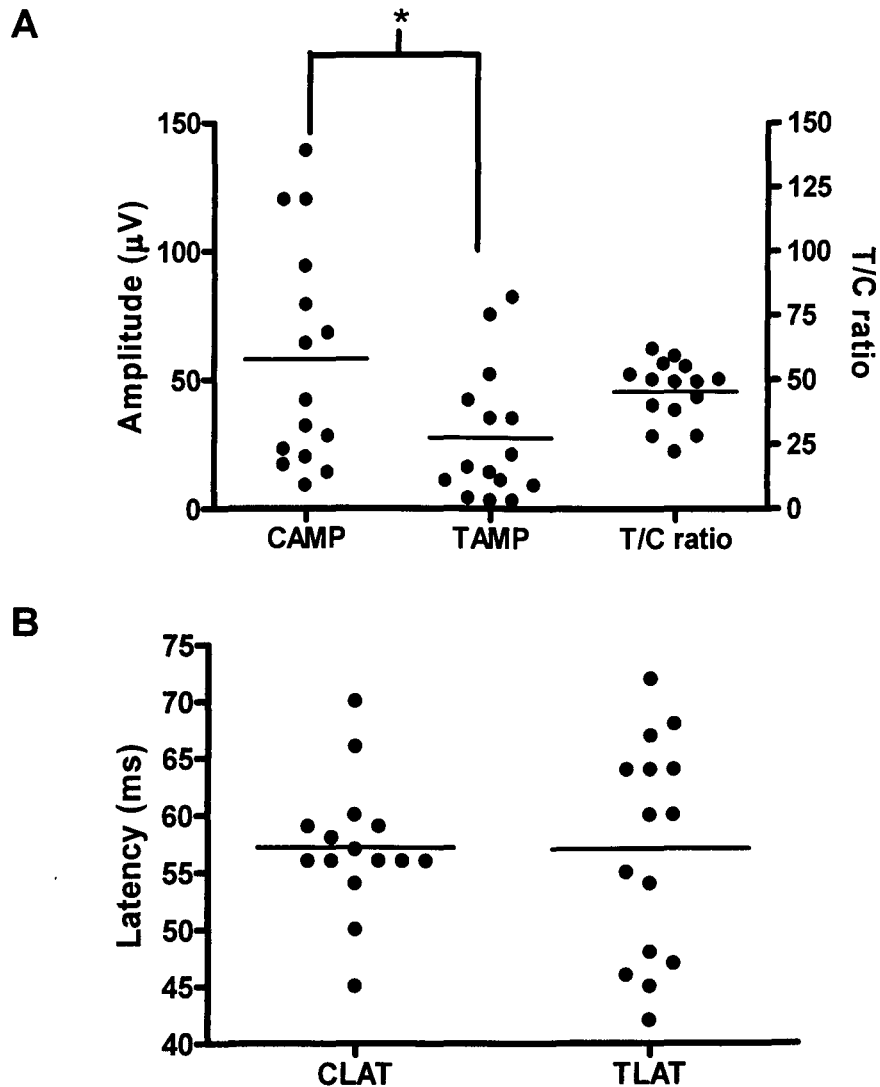 A
*
150
100
50
0
Amplitude (μV)
150
125
100
75
50
25
0
T/C ratio
CAMP TAMP T/C ratio
B
75
70
65
60
55
50
45
40
Latency (ms)
CLAT TLAT